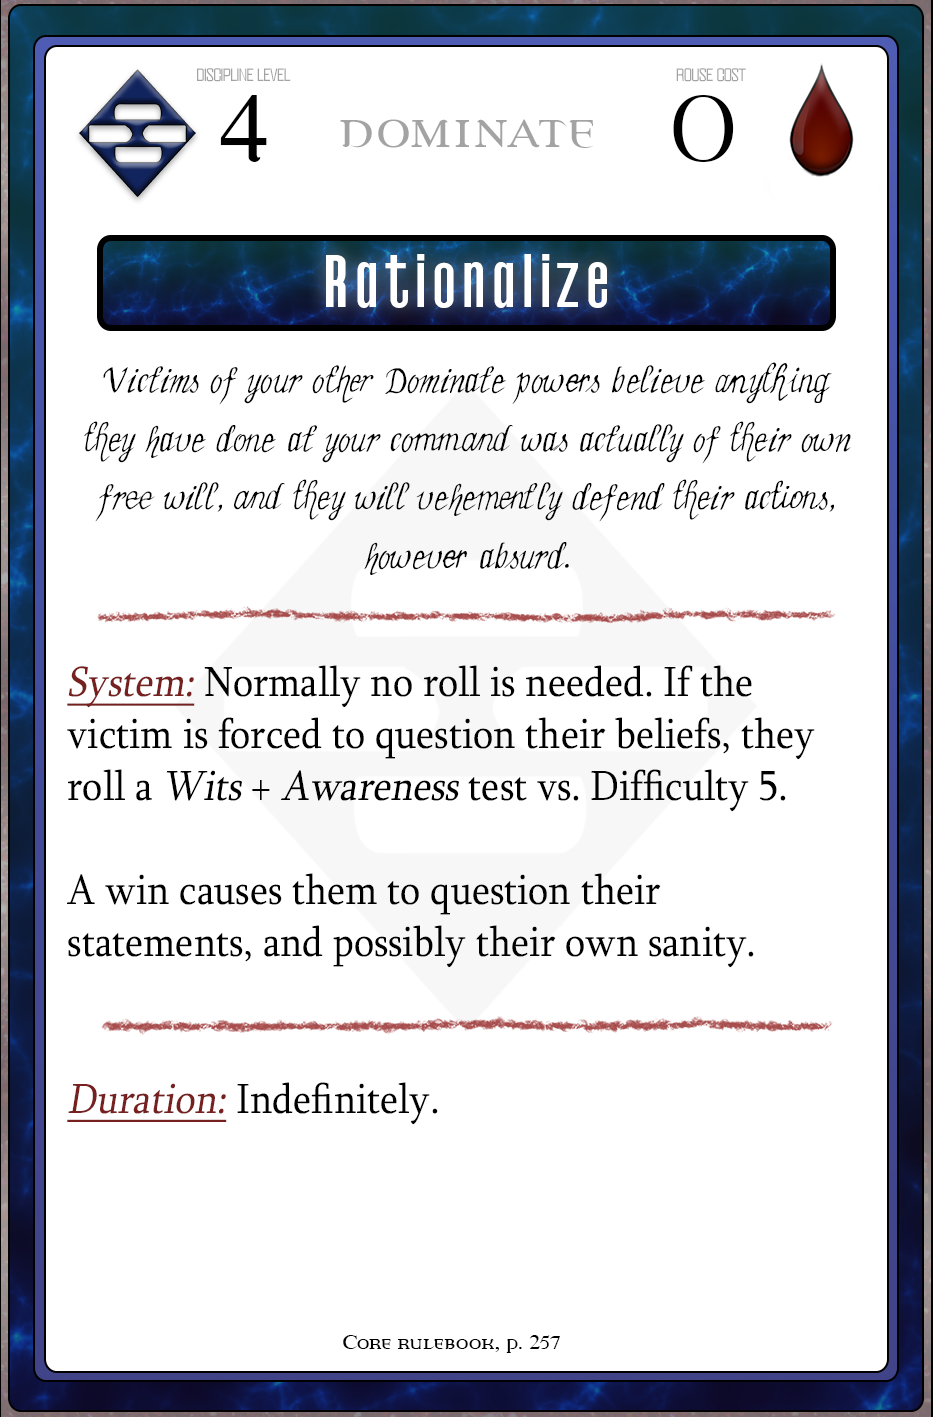 DISCIPLINE LEVEL
4
DOMINATE
ROUSE COST
0
Rationalize
Victims of your other Dominate powers believe anything
they have done at your command was actually of their own
free will, and they will vehemently defend their actions,
however absurd.
System: Normally no roll is needed. If the
victim is forced to question their beliefs, they
roll a Wits + Awareness test vs. Difficulty 5.
A win causes them to question their
statements, and possibly their own sanity.
Duration: Indefinitely.
Core rulebook, p. 257